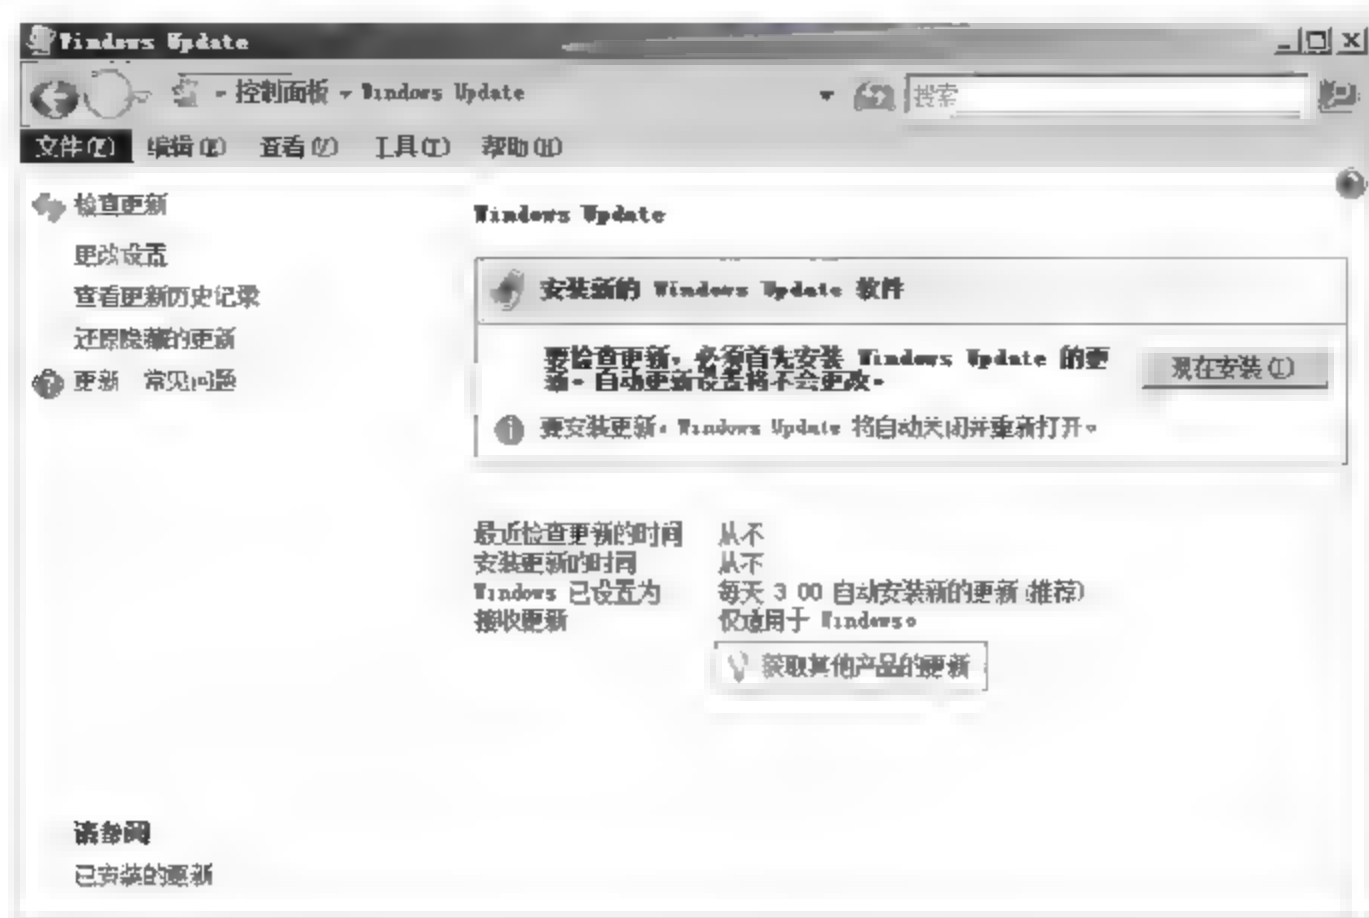 Windows Update
控制面板 Windows Update
搜索
文件(F) 编辑(E) 查看(V) 工具(T) 帮助(H)
检查更新
更改设置
查看更新历史记录
还原隐藏的更新
更新 常见问题
Windows Update
安装新的 Windows Update 软件
要检查更新，必须首先安装 Windows Update 的更
新。自动更新设置将不会更改。
现在安装(I)
要安装更新，Windows Update 将自动关闭并重新打开。
最近检查更新的时间 从不
安装更新的时间 从不
Windows 已设置为 每天 3 00 自动安装新的更新(推荐)
接收更新 仅适用于 Windows。
获取其他产品的更新
请参阅
已安装的更新